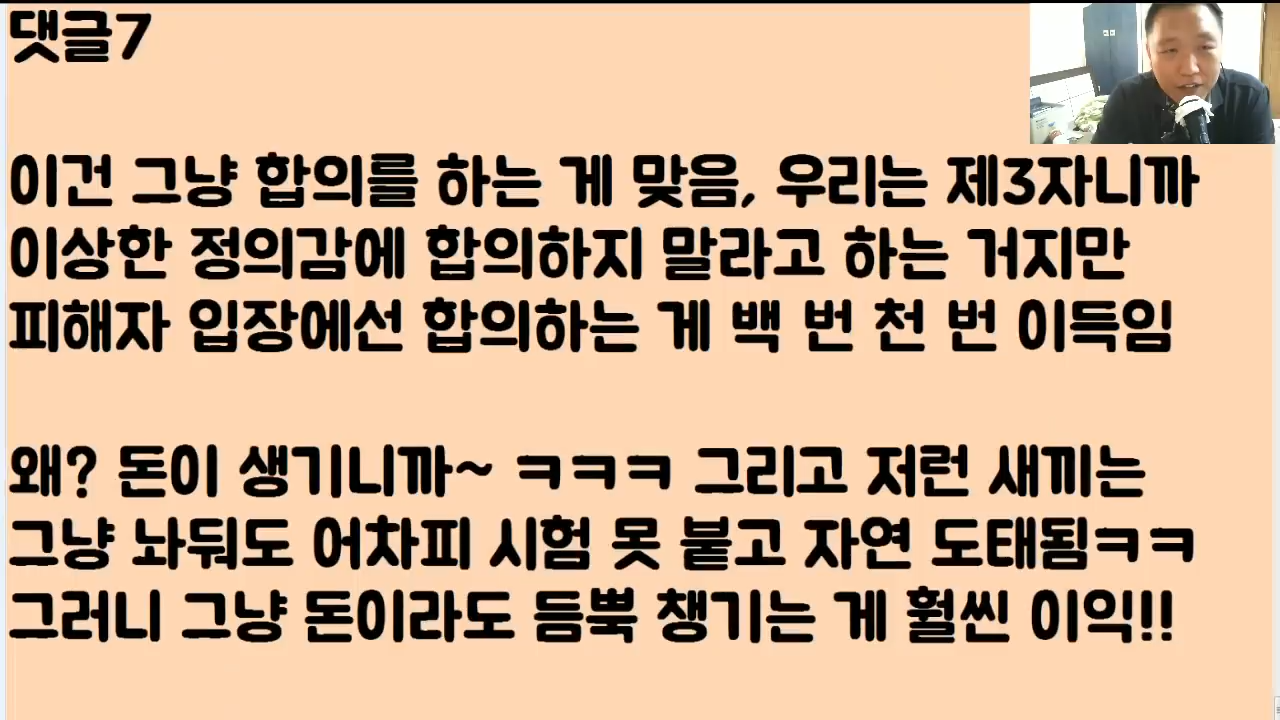 댓글7
이건 그냥 합의를 하는 게 맞음, 우리는 제3자니까
이상한 정의감에 합의하지 말라고 하는 거지만
피해자 입장에선 합의하는 게 백 번 천 번 이득임
왜? 돈이 생기니까~ ㅋㅋㅋ 그리고 저런 새끼는
그냥 놔둬도 어차피 시험 못 붙고 자연 도태됨ㅋㅋ
그러니 그냥 돈이라도 듬뿍 챙기는 게 훨씬 이익!!